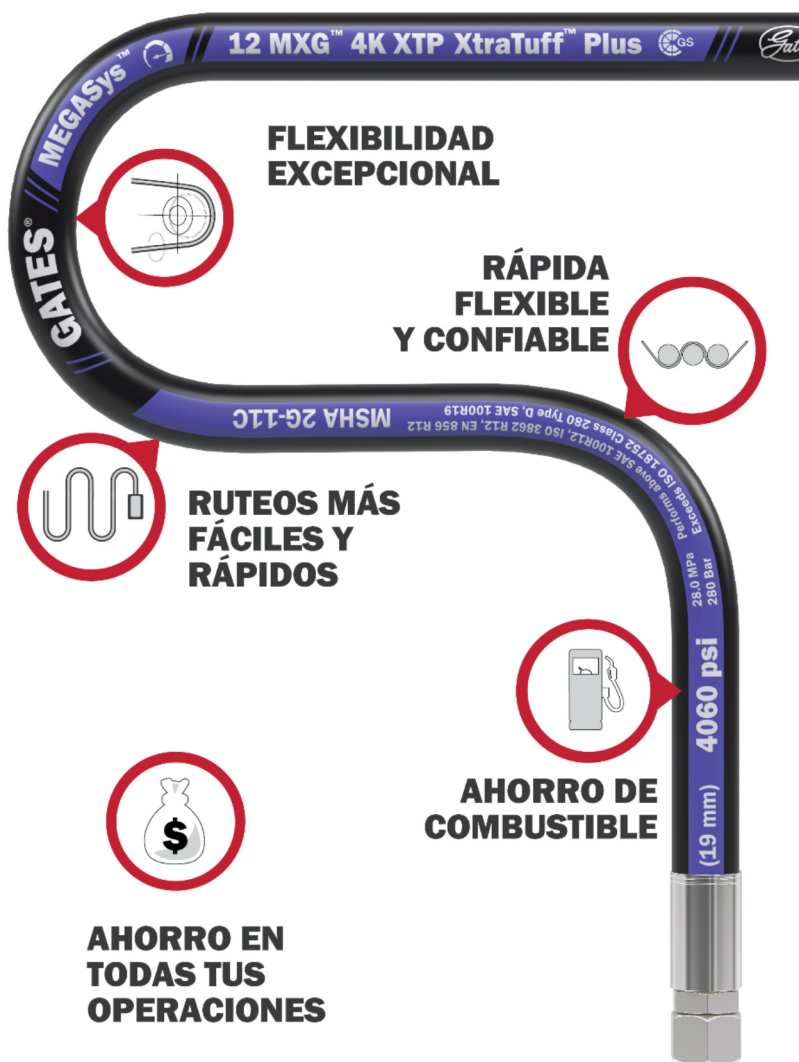 12 MXG™ 4K XTP XtraTuff™ Plus GS
MEGASys™
GATES®
FLEXIBILIDAD
EXCEPCIONAL
RÁPIDA
FLEXIBLE
Y CONFIABLE
MSHA 2G-11C
Performs above SAE 100R12, ISO 3862 R12, EN 856 R12
Exceeds ISO 18752 Class 280 Type D, SAE 100R19
RUTEOS MÁS
FÁCILES Y
RÁPIDOS
28.0 MPa
280 Bar
4060 psi
(19 mm)
AHORRO DE
COMBUSTIBLE
$
AHORRO EN
TODAS TUS
OPERACIONES